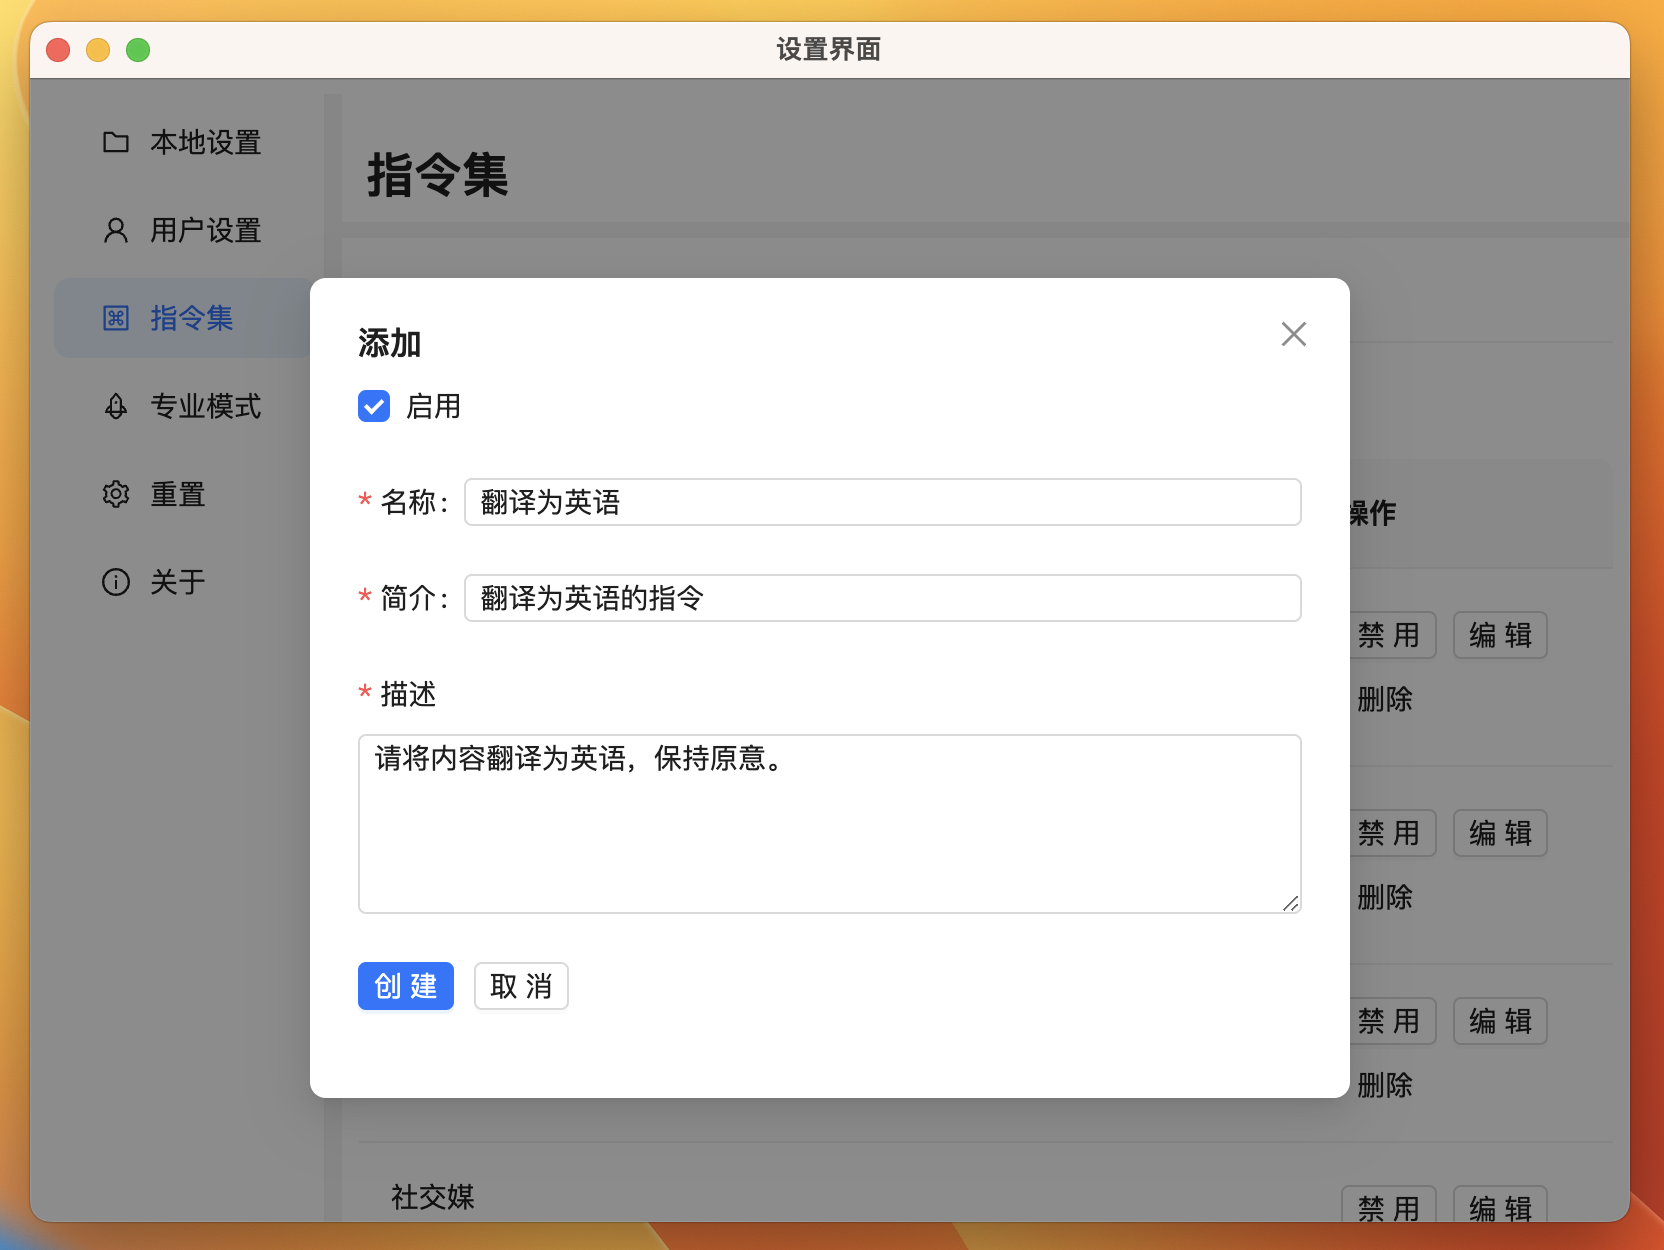 设置界面
本地设置
用户设置
指令集
专业模式
重置
关于
指令集
添加
启用
* 名称：
翻译为英语
* 简介：
翻译为英语的指令
* 描述
请将内容翻译为英语，保持原意。
创 建
取 消
操作
禁 用
编 辑
删除
禁 用
编 辑
删除
禁 用
编 辑
删除
社交媒
禁 用
编 辑